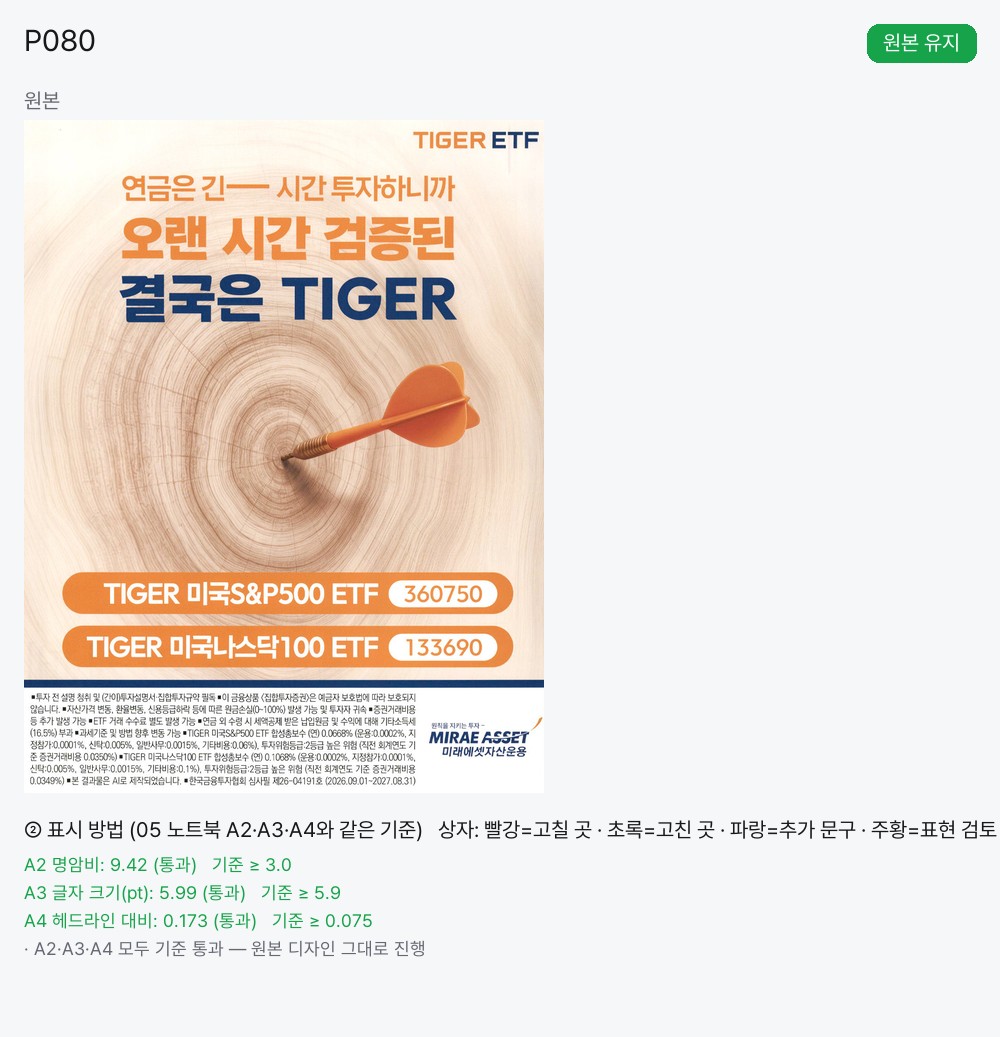 P080
원본 유지
원본
TIGER ETF
연금은 긴── 시간 투자하니까
오랜 시간 검증된
결국은 TIGER
TIGER 미국S&P500 ETF 360750
TIGER 미국나스닥100 ETF 133690
▪투자 전 설명 청취 및 (간이)투자설명서·집합투자규약 필독 ▪이 금융상품 〈집합투자증권〉은 예금자 보호법에 따라 보호되지
않습니다. ▪자산가격 변동, 환율변동, 신용등급하락 등에 따른 원금손실(0~100%) 발생 가능 및 투자자 귀속 ▪증권거래비용
등 추가 발생 가능 ▪ETF 거래 수수료 별도 발생 가능 ▪연금 외 수령 시 세액공제 받은 납입원금 및 수익에 대해 기타소득세
(16.5%) 부과 ▪과세기준 및 방법 향후 변동 가능 ▪TIGER 미국S&P500 ETF 합성총보수 (연) 0.0668% (운용:0.0002%, 지
정참가:0.0001%, 신탁:0.005%, 일반사무:0.0015%, 기타비용:0.06%), 투자위험등급:2등급 높은 위험 (직전 회계연도 기
준 증권거래비용 0.0350%) ▪TIGER 미국나스닥100 ETF 합성총보수 (연) 0.1068% (운용:0.0002%, 지정참가:0.0001%,
신탁:0.005%, 일반사무:0.0015%, 기타비용:0.1%), 투자위험등급:2등급 높은 위험 (직전 회계연도 기준 증권거래비용
0.0349%) ▪본 결과물은 AI로 제작되었습니다. ▪한국금융투자협회 심사필 제26-04191호 (2026.09.01~2027.08.31)
원칙을 지키는 투자 –
MIRAE ASSET
미래에셋자산운용
② 표시 방법 (05 노트북 A2·A3·A4와 같은 기준) 상자: 빨강=고칠 곳 · 초록=고친 곳 · 파랑=추가 문구 · 주황=표현 검토
A2 명암비: 9.42 (통과) 기준 ≥ 3.0
A3 글자 크기(pt): 5.99 (통과) 기준 ≥ 5.9
A4 헤드라인 대비: 0.173 (통과) 기준 ≥ 0.075
· A2·A3·A4 모두 기준 통과 — 원본 디자인 그대로 진행